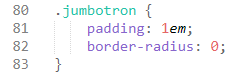 80 .jumbotron {
81     padding: 1em;
82     border-radius: 0;
83 }